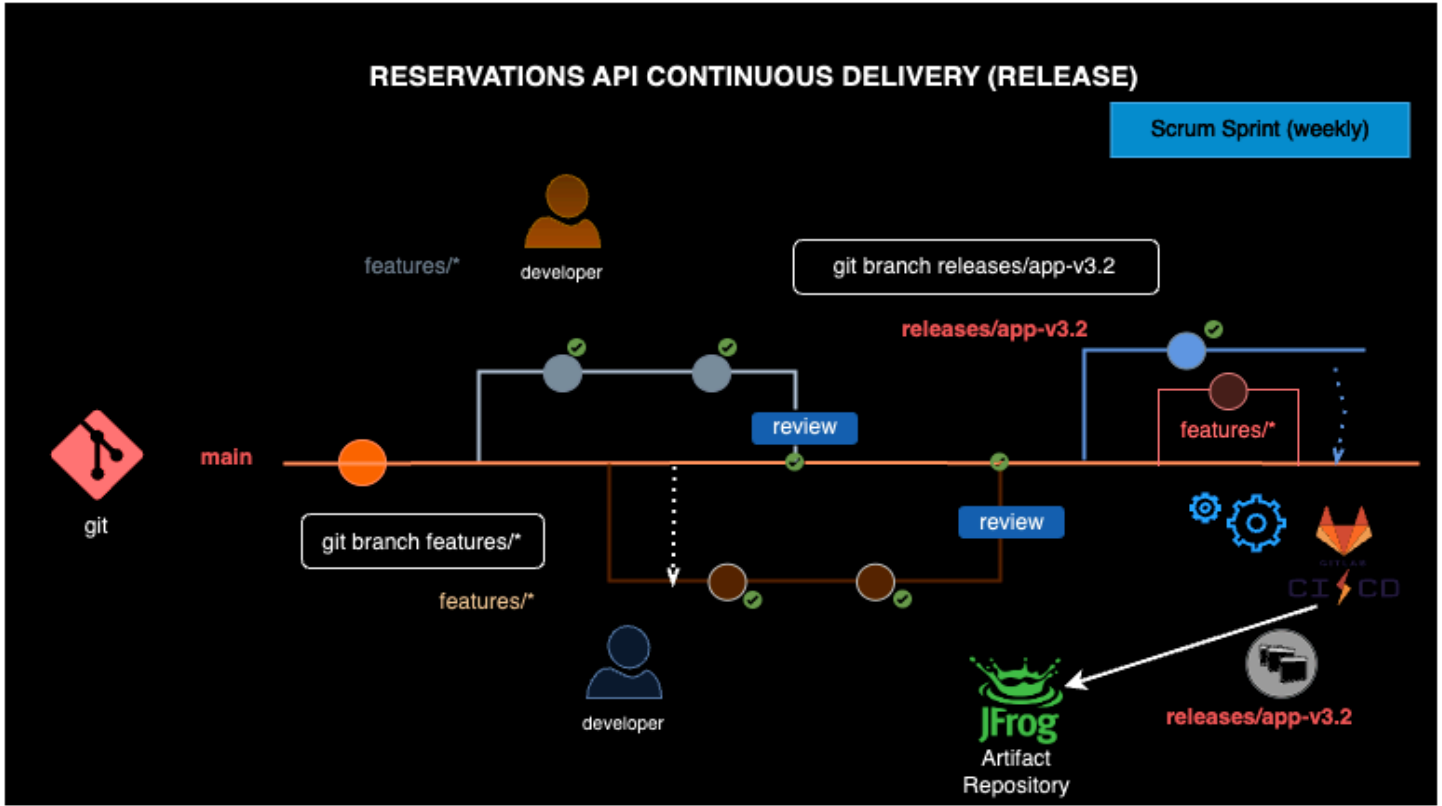 RESERVATIONS API CONTINUOUS DELIVERY (RELEASE)
Scrum Sprint (weekly)
features/*
developer
git branch releases/app-v3.2
releases/app-v3.2
review
features/*
main
git
git branch features/*
review
features/*
GITLAB
CI CD
developer
JFrog
Artifact
Repository
releases/app-v3.2